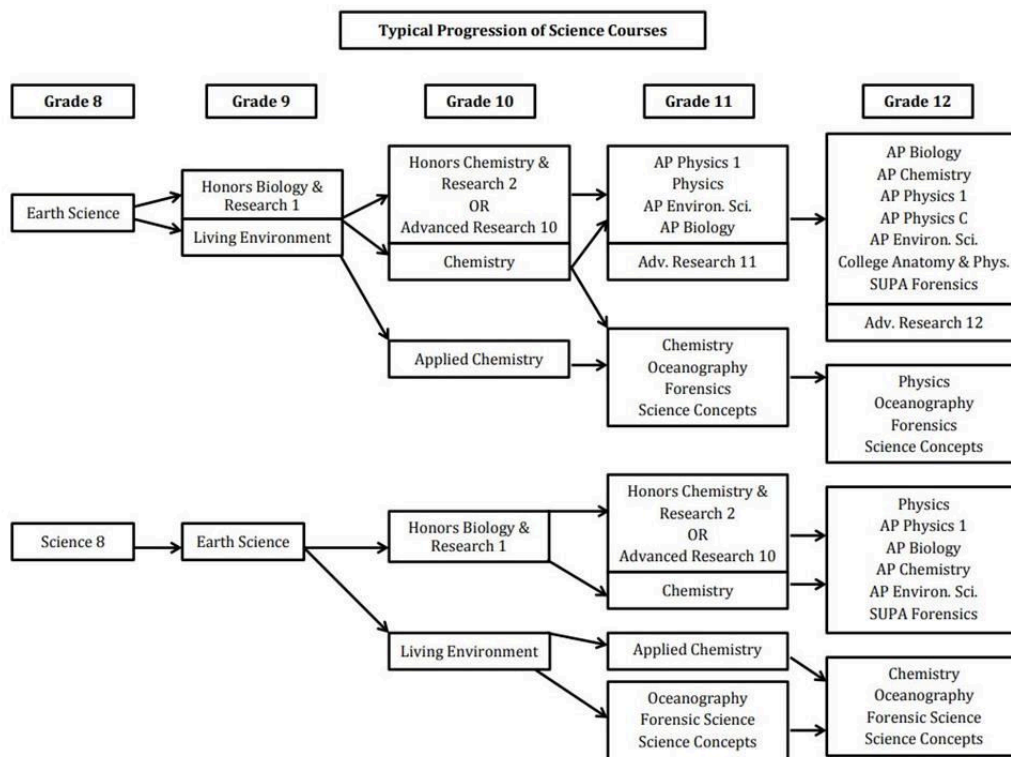 Typical Progression of Science Courses
Grade 8
Grade 9
Grade 10
Grade 11
Grade 12
Earth Science
Honors Biology &
Research 1
Living Environment
Honors Chemistry &
Research 2
OR
Advanced Research 10
Chemistry
Applied Chemistry
AP Physics 1
Physics
AP Environ. Sci.
AP Biology
Adv. Research 11
Chemistry
Oceanography
Forensics
Science Concepts
AP Biology
AP Chemistry
AP Physics 1
AP Physics C
AP Environ. Sci.
College Anatomy & Phys.
SUPA Forensics
Adv. Research 12
Physics
Oceanography
Forensics
Science Concepts
Science 8
Earth Science
Honors Biology &
Research 1
Living Environment
Honors Chemistry &
Research 2
OR
Advanced Research 10
Chemistry
Applied Chemistry
Oceanography
Forensic Science
Science Concepts
Physics
AP Physics 1
AP Biology
AP Chemistry
AP Environ. Sci.
SUPA Forensics
Chemistry
Oceanography
Forensic Science
Science Concepts